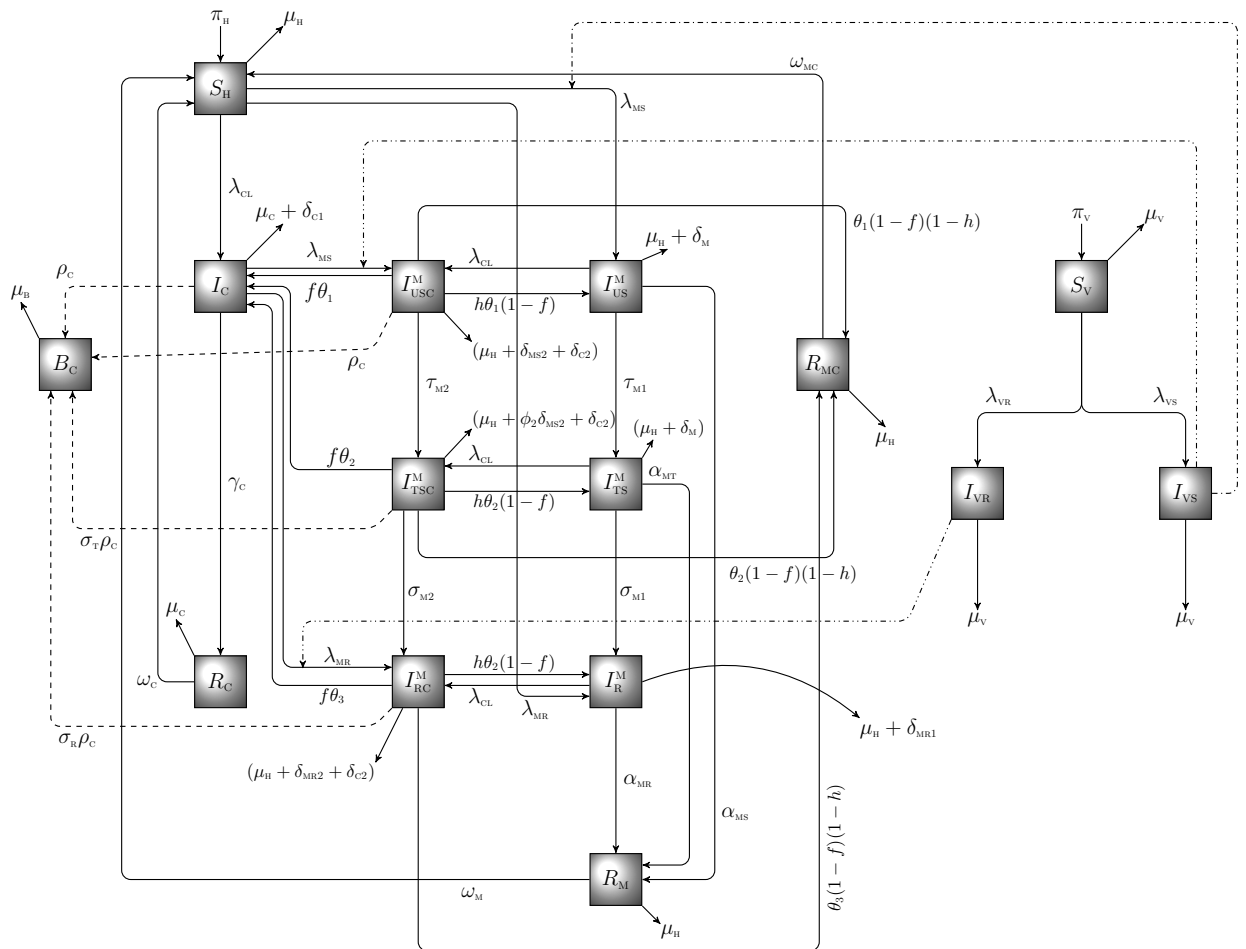 π_H
μ_H
S_H
ω_MC
λ_MS
λ_CL
μ_C + δ_C1
θ_1(1 − f)(1 − h)
μ_H + δ_M
π_V
μ_V
ρ_C
λ_MS
λ_CL
μ_B
I_C
I^M_USC
I^M_US
S_V
fθ_1
hθ_1(1 − f)
(μ_H + δ_MS2 + δ_C2)
B_C
ρ_C
R_MC
τ_M2
τ_M1
λ_VR
λ_VS
(μ_H + ϕ_2δ_MS2 + δ_C2)
(μ_H + δ_M)
μ_H
fθ_2
λ_CL
α_MT
γ_C
I^M_TSC
I^M_TS
I_VR
I_VS
hθ_2(1 − f)
σ_Tρ_C
θ_2(1 − f)(1 − h)
σ_M2
σ_M1
μ_C
μ_V
μ_V
λ_MR
hθ_2(1 − f)
ω_C
R_C
I^M_RC
I^M_R
fθ_3
λ_CL
λ_MR
σ_Rρ_C
μ_H + δ_MR1
(μ_H + δ_MR2 + δ_C2)
α_MR
α_MS
θ_3(1 − f)(1 − h)
R_M
ω_M
μ_H